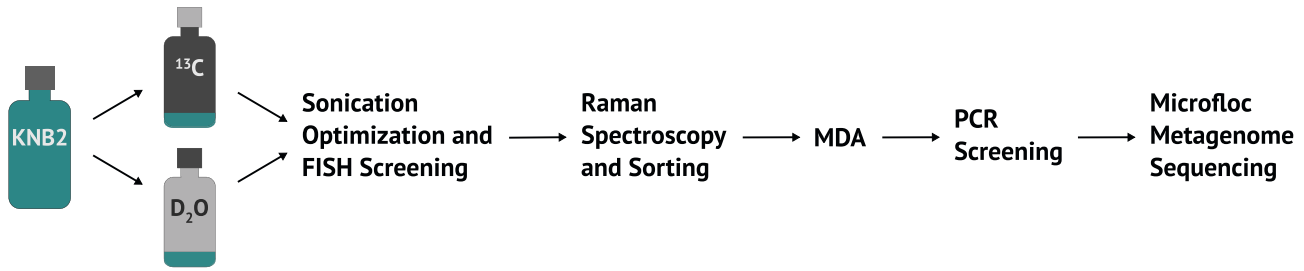 KNB2
¹³C
D₂O
Sonication
Optimization and
FISH Screening
Raman
Spectroscopy
and Sorting
MDA
PCR
Screening
Microfloc
Metagenome
Sequencing